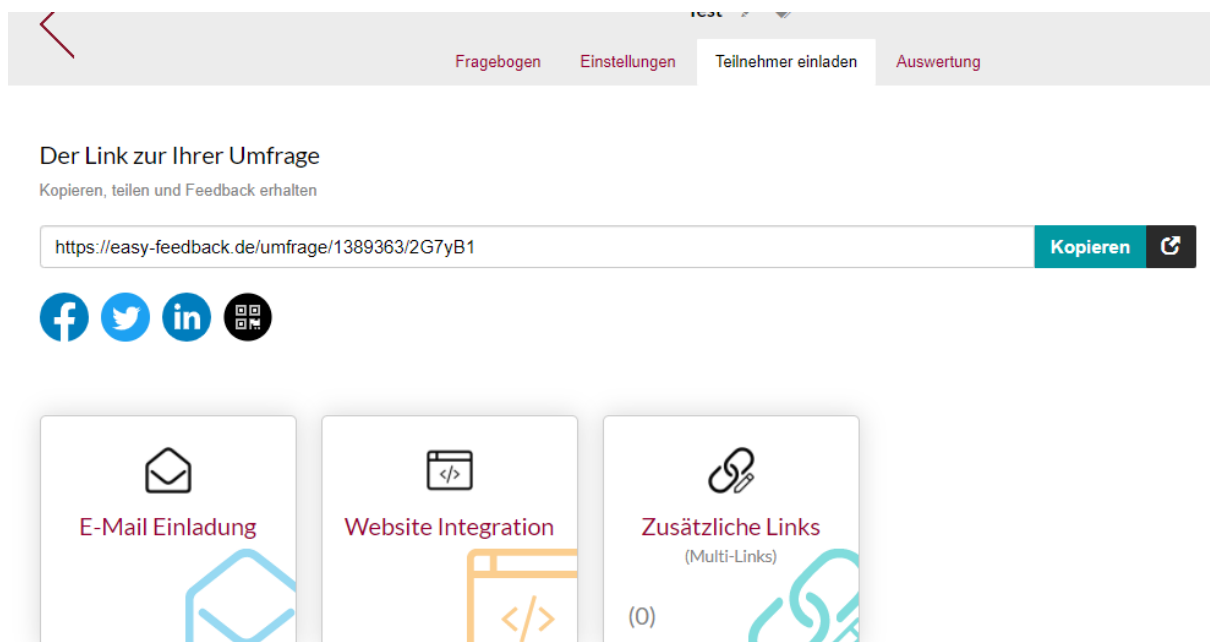 Test
Fragebogen Einstellungen Teilnehmer einladen Auswertung
Der Link zur Ihrer Umfrage
Kopieren, teilen und Feedback erhalten
https://easy-feedback.de/umfrage/1389363/2G7yB1 Kopieren
E-Mail Einladung Website Integration Zusätzliche Links
(Multi-Links)
(0)